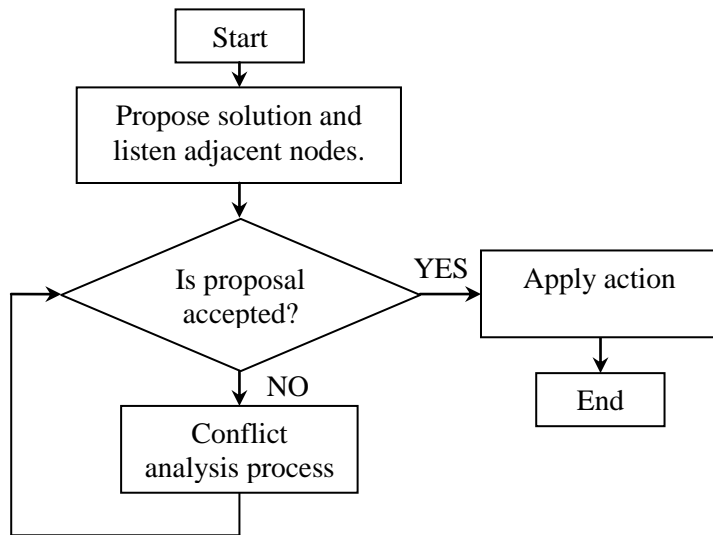 Start
Propose solution and
listen adjacent nodes.
Is proposal
accepted?
YES
Apply action
NO
End
Conflict
analysis process